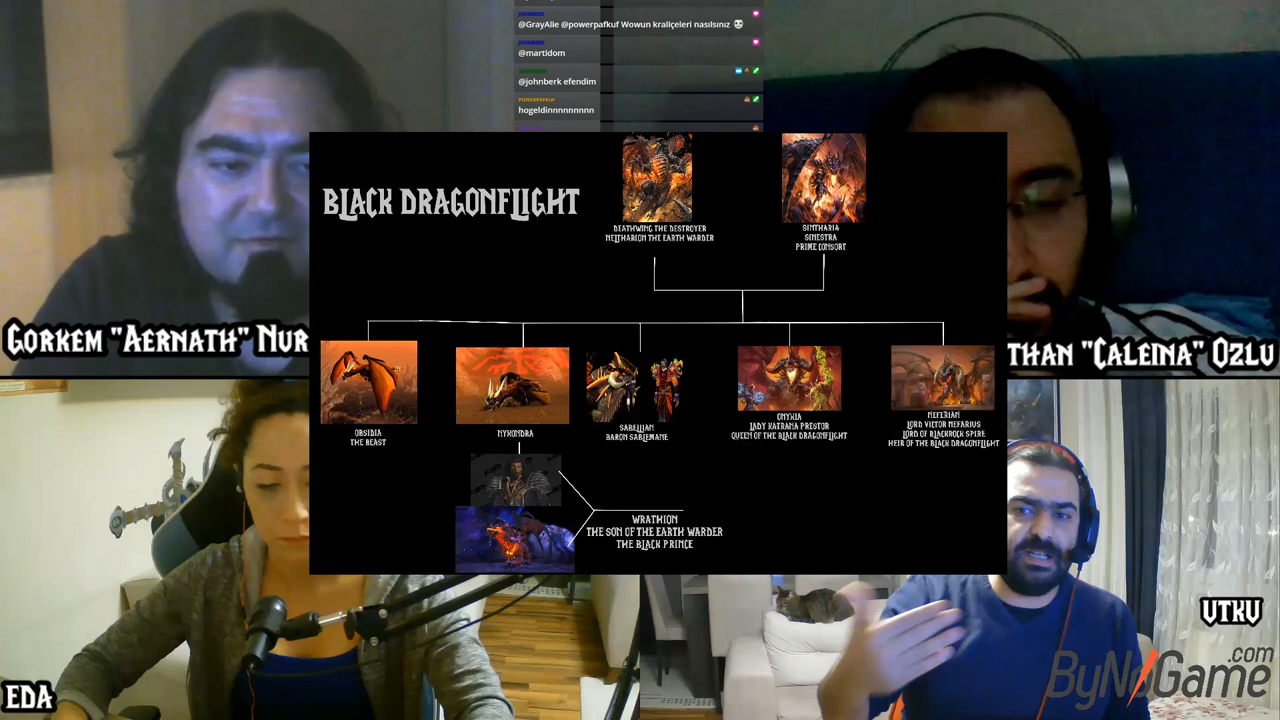 @GrayAlie @powerpafkuf Wowun kraliçeleri nasılsınız
@martidom
@johnberk efendim
POWERPAFKUF
hogeldinnnnnnnnn
BLACK DRAGONFLIGHT
DEATHWING THE DESTROYER
NELTHARION THE EARTH WARDER
SINTHARIA
SINESTRA
PRIME CONSORT
GORKEM "AERNATH" NUR
THAN "CALEINA" OZLU
OBSIDIA
THE BEAST
NYXONDRA
SABELLIAN
BARON SABLEMANE
ONYXIA
LADY KATRANA PRESTOR
QUEEN OF THE BLACK DRAGONFLIGHT
NEFERIAN
LORD VICTOR NEFARIUS
LORD OF BLACKROCK SPIRE
HEIR OF THE BLACK DRAGONFLIGHT
WRATHION
THE SON OF THE EARTH WARDER
THE BLACK PRINCE
EDA
UTKU
ByNoGame.com